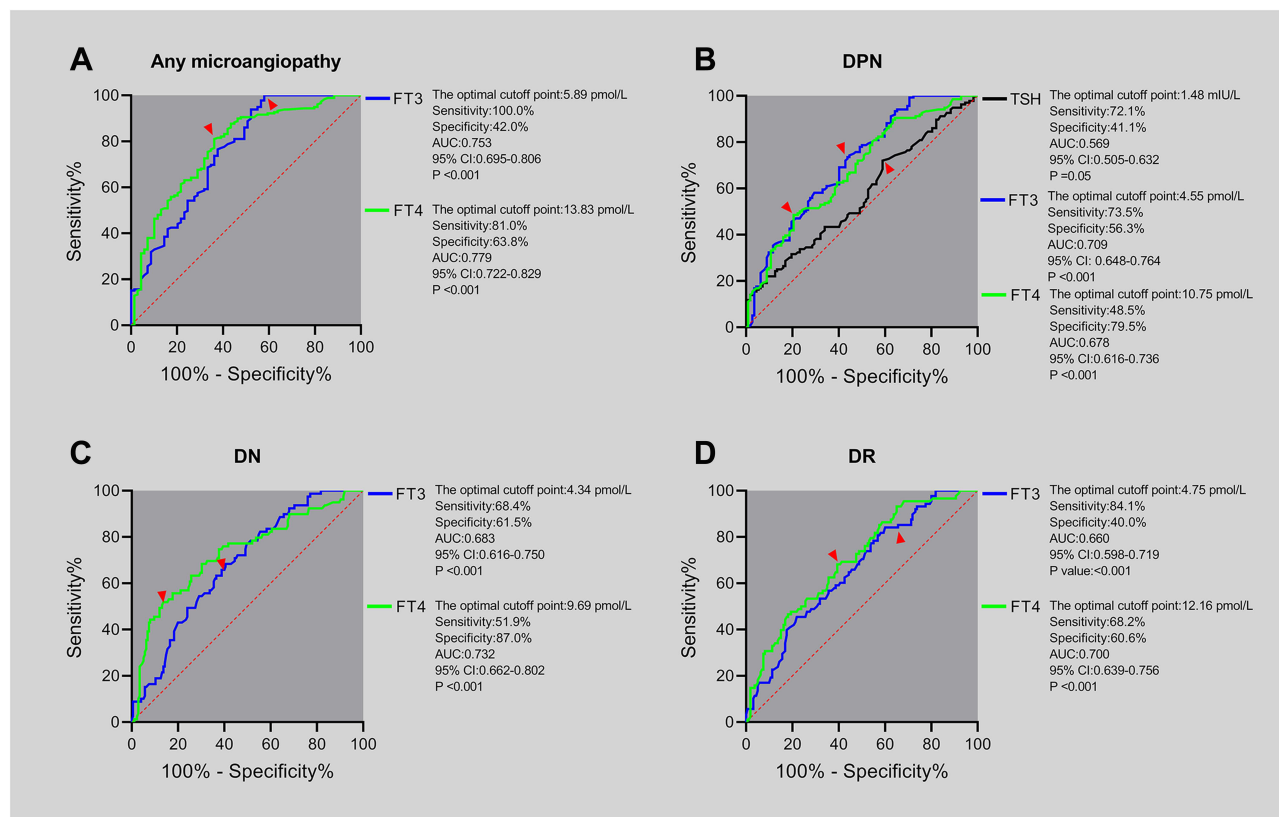 A
Any microangiopathy
Sensitivity%
100
80
60
40
20
0
0 20 40 60 80 100
100% - Specificity%
FT3
The optimal cutoff point:5.89 pmol/L
Sensitivity:100.0%
Specificity:42.0%
AUC:0.753
95% CI:0.695-0.806
P <0.001
FT4
The optimal cutoff point:13.83 pmol/L
Sensitivity:81.0%
Specificity:63.8%
AUC:0.779
95% CI:0.722-0.829
P <0.001
B
DPN
Sensitivity%
100
80
60
40
20
0
0 20 40 60 80 100
100% - Specificity%
TSH
The optimal cutoff point:1.48 mIU/L
Sensitivity:72.1%
Specificity:41.1%
AUC:0.569
95% CI:0.505-0.632
P =0.05
FT3
The optimal cutoff point:4.55 pmol/L
Sensitivity:73.5%
Specificity:56.3%
AUC:0.709
95% CI: 0.648-0.764
P <0.001
FT4
The optimal cutoff point:10.75 pmol/L
Sensitivity:48.5%
Specificity:79.5%
AUC:0.678
95% CI:0.616-0.736
P <0.001
C
DN
Sensitivity%
100
80
60
40
20
0
0 20 40 60 80 100
100% - Specificity%
FT3
The optimal cutoff point:4.34 pmol/L
Sensitivity:68.4%
Specificity:61.5%
AUC:0.683
95% CI:0.616-0.750
P <0.001
FT4
The optimal cutoff point:9.69 pmol/L
Sensitivity:51.9%
Specificity:87.0%
AUC:0.732
95% CI:0.662-0.802
P <0.001
D
DR
Sensitivity%
100
80
60
40
20
0
0 20 40 60 80 100
100% - Specificity%
FT3
The optimal cutoff point:4.75 pmol/L
Sensitivity:84.1%
Specificity:40.0%
AUC:0.660
95% CI:0.598-0.719
P value:<0.001
FT4
The optimal cutoff point:12.16 pmol/L
Sensitivity:68.2%
Specificity:60.6%
AUC:0.700
95% CI:0.639-0.756
P <0.001